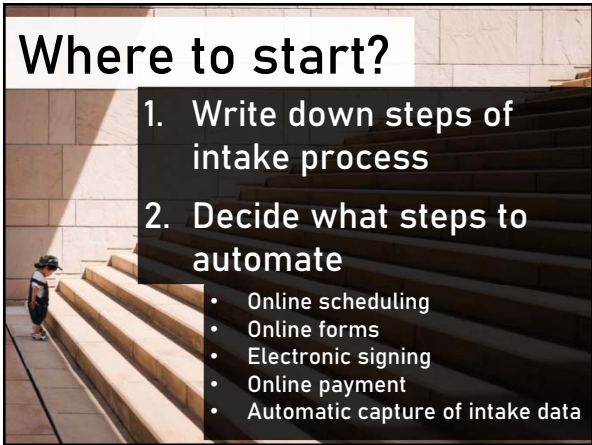 Where to start?
1. Write down steps of
intake process
2. Decide what steps to
automate
• Online scheduling
• Online forms
• Electronic signing
• Online payment
• Automatic capture of intake data